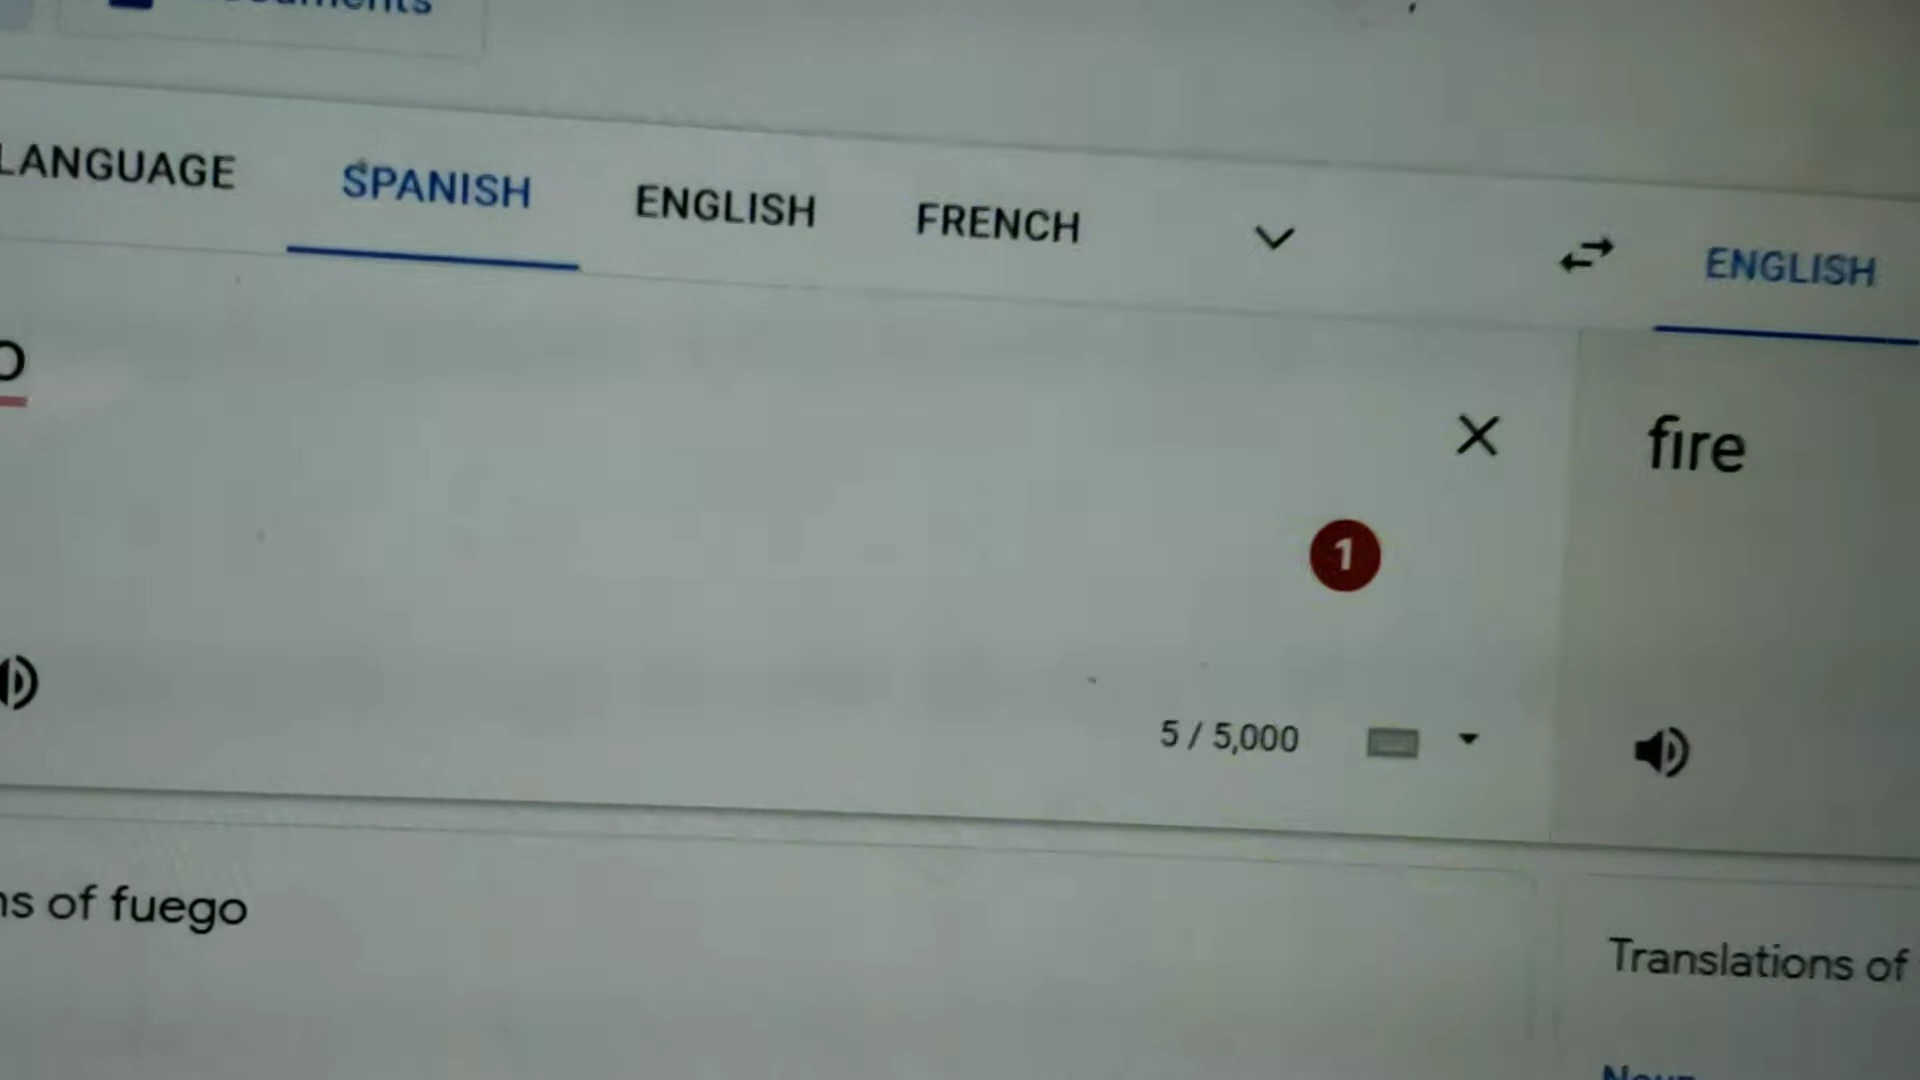 LANGUAGE SPANISH ENGLISH FRENCH ENGLISH
fire
1
5 / 5,000
of fuego
Translations of